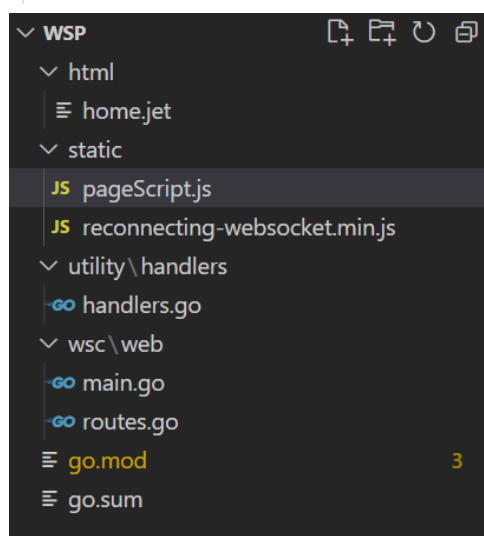 WSP
html
home.jet
static
JS pageScript.js
JS reconnecting-websocket.min.js
utility\handlers
GO handlers.go
wsc\web
GO main.go
GO routes.go
go.mod 3
go.sum